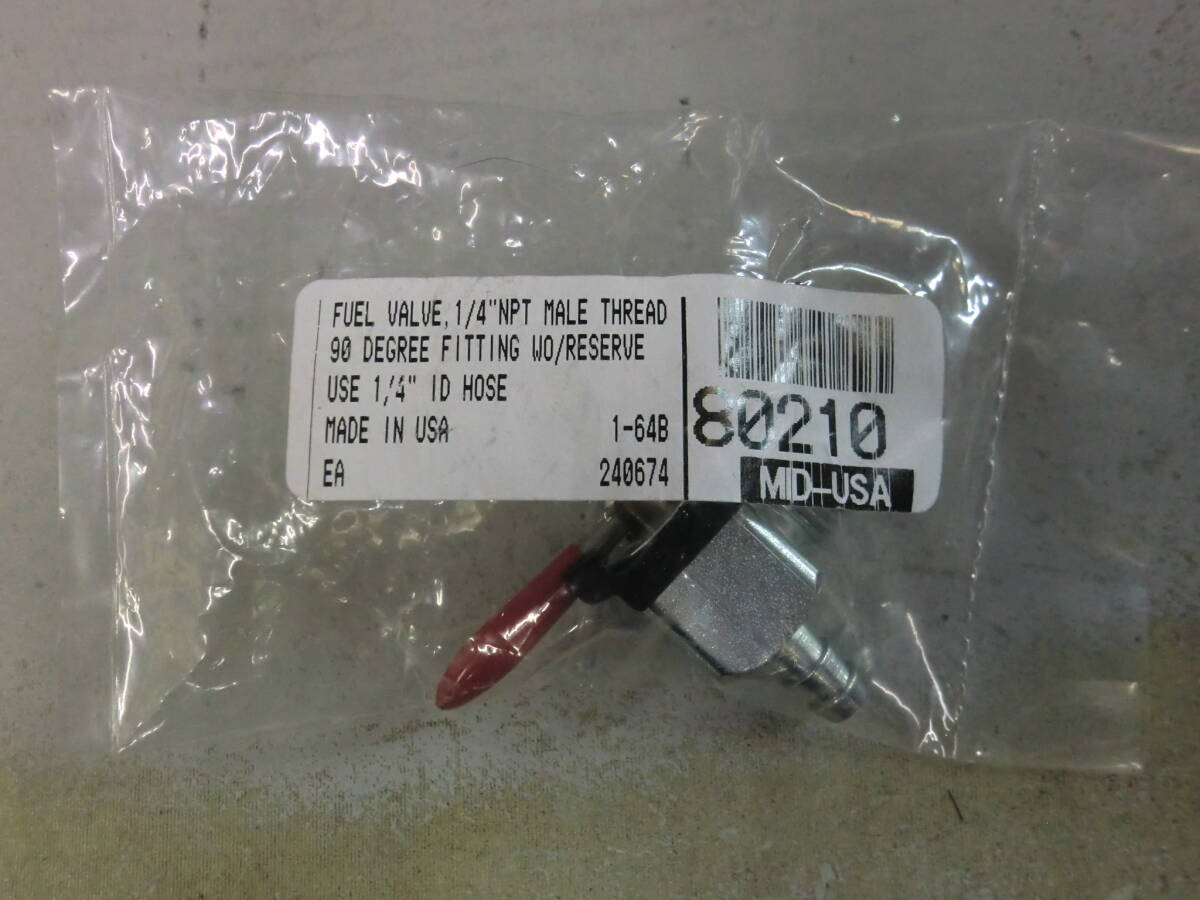 FUEL VALVE,1/4"NPT MALE THREAD
90 DEGREE FITTING WO/RESERVE
USE 1/4" ID HOSE
MADE IN USA 1-64B
EA 240674
80210
MID-USA